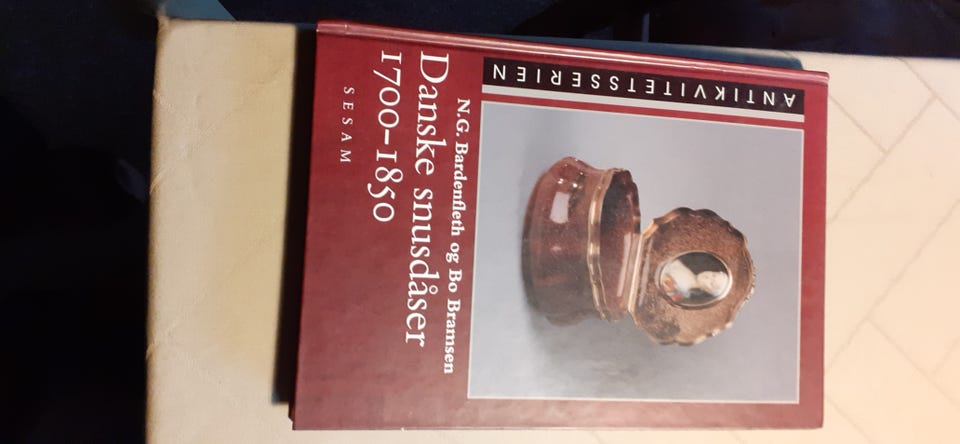 ANTIKVITETSSERIEN
N.G. Bardenfleth og Bo Bramsen
Danske snusdåser
1700-1850
SESAM